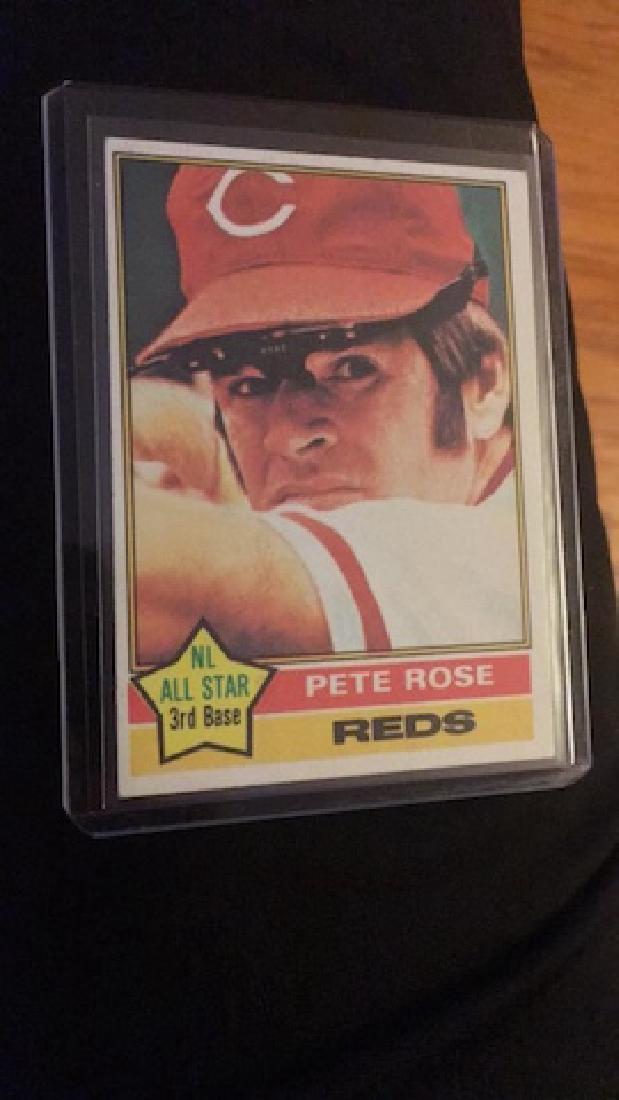 C
NL
ALL STAR
3rd Base
PETE ROSE
REDS